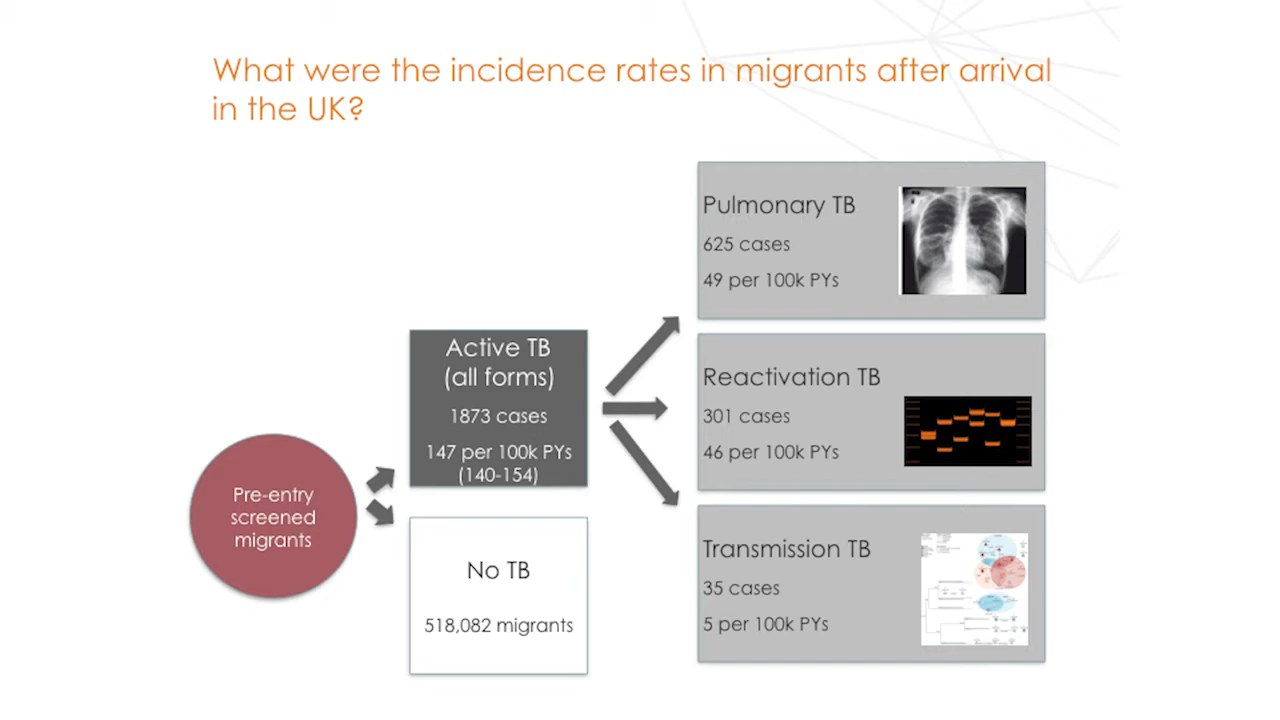 What were the incidence rates in migrants after arrival
in the UK?
Pre-entry
screened
migrants
Active TB
(all forms)
1873 cases
147 per 100k PYs
(140-154)
No TB
518,082 migrants
Pulmonary TB
625 cases
49 per 100k PYs
Reactivation TB
301 cases
46 per 100k PYs
Transmission TB
35 cases
5 per 100k PYs